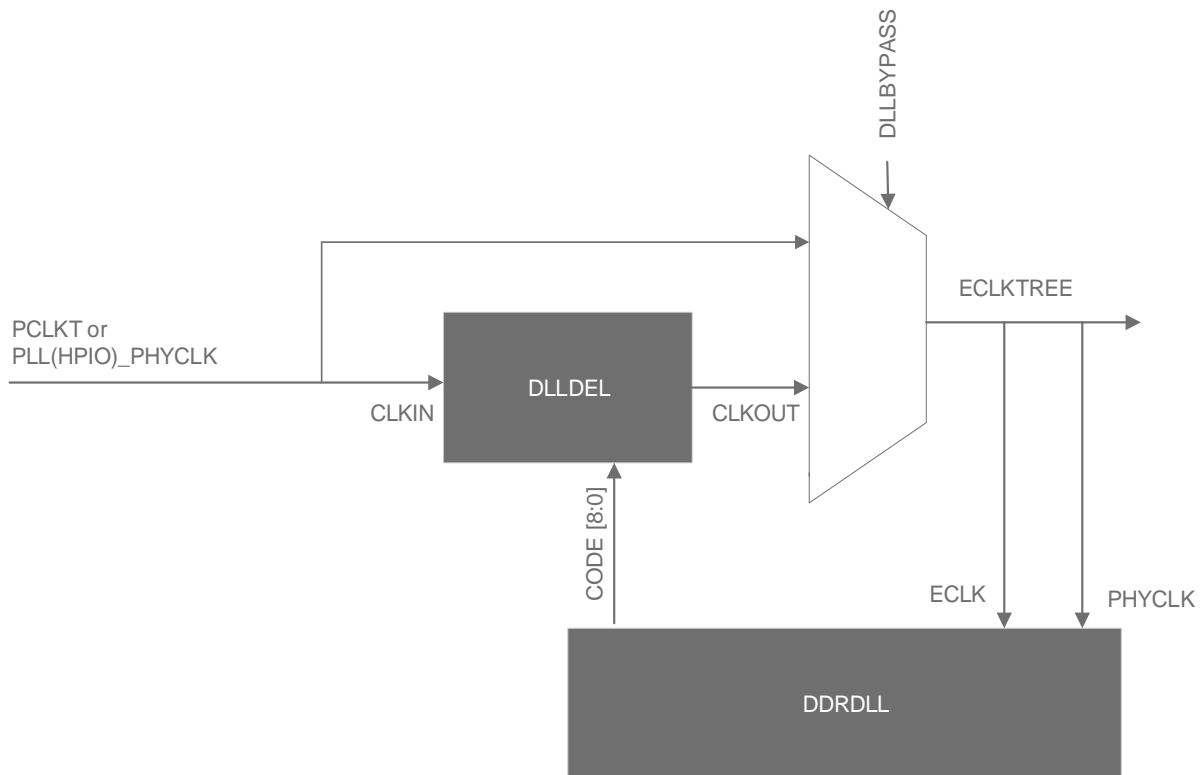 DLLBYPASS
ECLKTREE
PCLKT or
PLL(HPIO)_PHYCLK
DLLDEL
CLKIN
CLKOUT
CODE [8:0]
ECLK
PHYCLK
DDRDLL